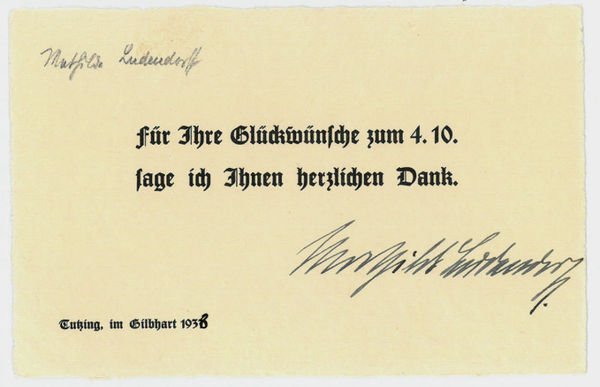 Mathilde Ludendorff
Für Ihre Glückwünsche zum 4. 10.
sage ich Ihnen herzlichen Dank.
Mathilde Ludendorff
Tutzing, im Gilbhart 1938